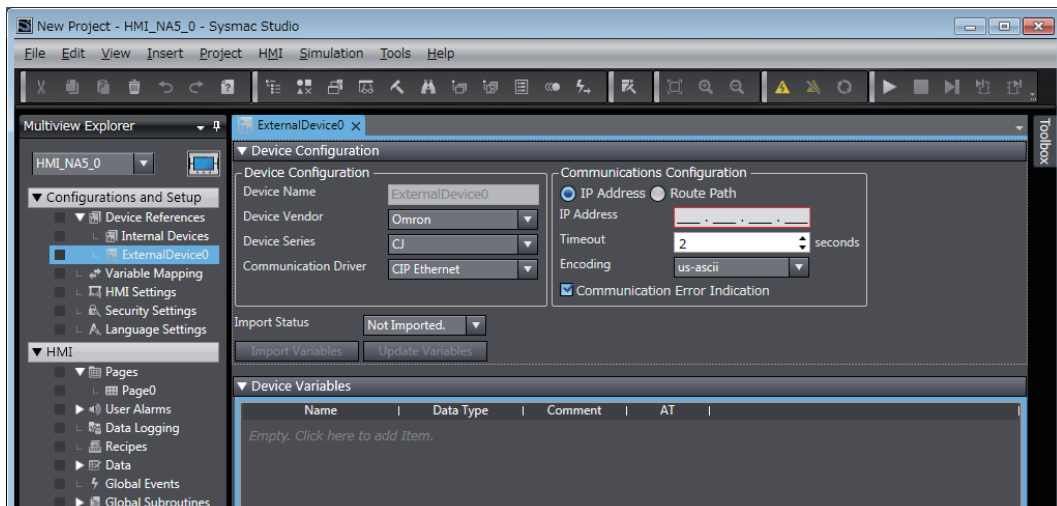 New Project - HMI_NA5_0 - Sysmac Studio
File Edit View Insert Project HMI Simulation Tools Help
Multiview Explorer
HMI_NA5_0
Configurations and Setup
Device References
Internal Devices
ExternalDevice0
Variable Mapping
HMI Settings
Security Settings
Language Settings
HMI
Pages
Page0
User Alarms
Data Logging
Recipes
Data
Global Events
Global Subroutines
ExternalDevice0
Device Configuration
Device Configuration
Device Name ExternalDevice0
Device Vendor Omron
Device Series CJ
Communication Driver CIP Ethernet
Communications Configuration
IP Address Route Path
IP Address ___.___.___.___
Timeout 2 seconds
Encoding us-ascii
Communication Error Indication
Import Status Not Imported.
Import Variables Update Variables
Device Variables
Name | Data Type | Comment | AT |
Empty. Click here to add Item.
Toolbox